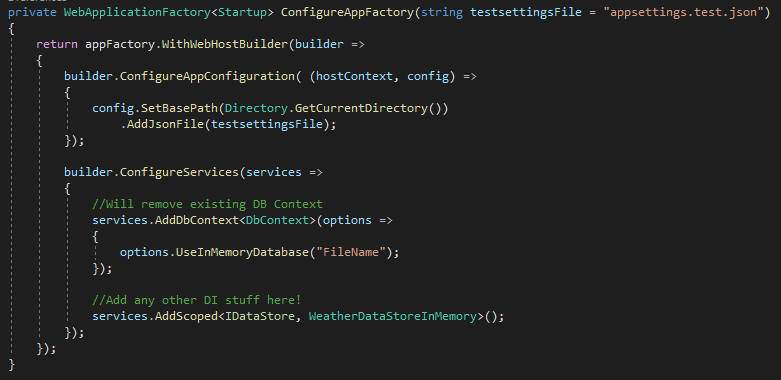 private WebApplicationFactory<Startup> ConfigureAppFactory(string testsettingsFile = "appsettings.test.json")
{
return appFactory.WithWebHostBuilder(builder =>
{
builder.ConfigureAppConfiguration( (hostContext, config) =>
{
config.SetBasePath(Directory.GetCurrentDirectory())
.AddJsonFile(testsettingsFile);
});
builder.ConfigureServices(services =>
{
//Will remove existing DB Context
services.AddDbContext<DbContext>(options =>
{
options.UseInMemoryDatabase("FileName");
});
//Add any other DI stuff here!
services.AddScoped<IDataStore, WeatherDataStoreInMemory>();
});
});
}